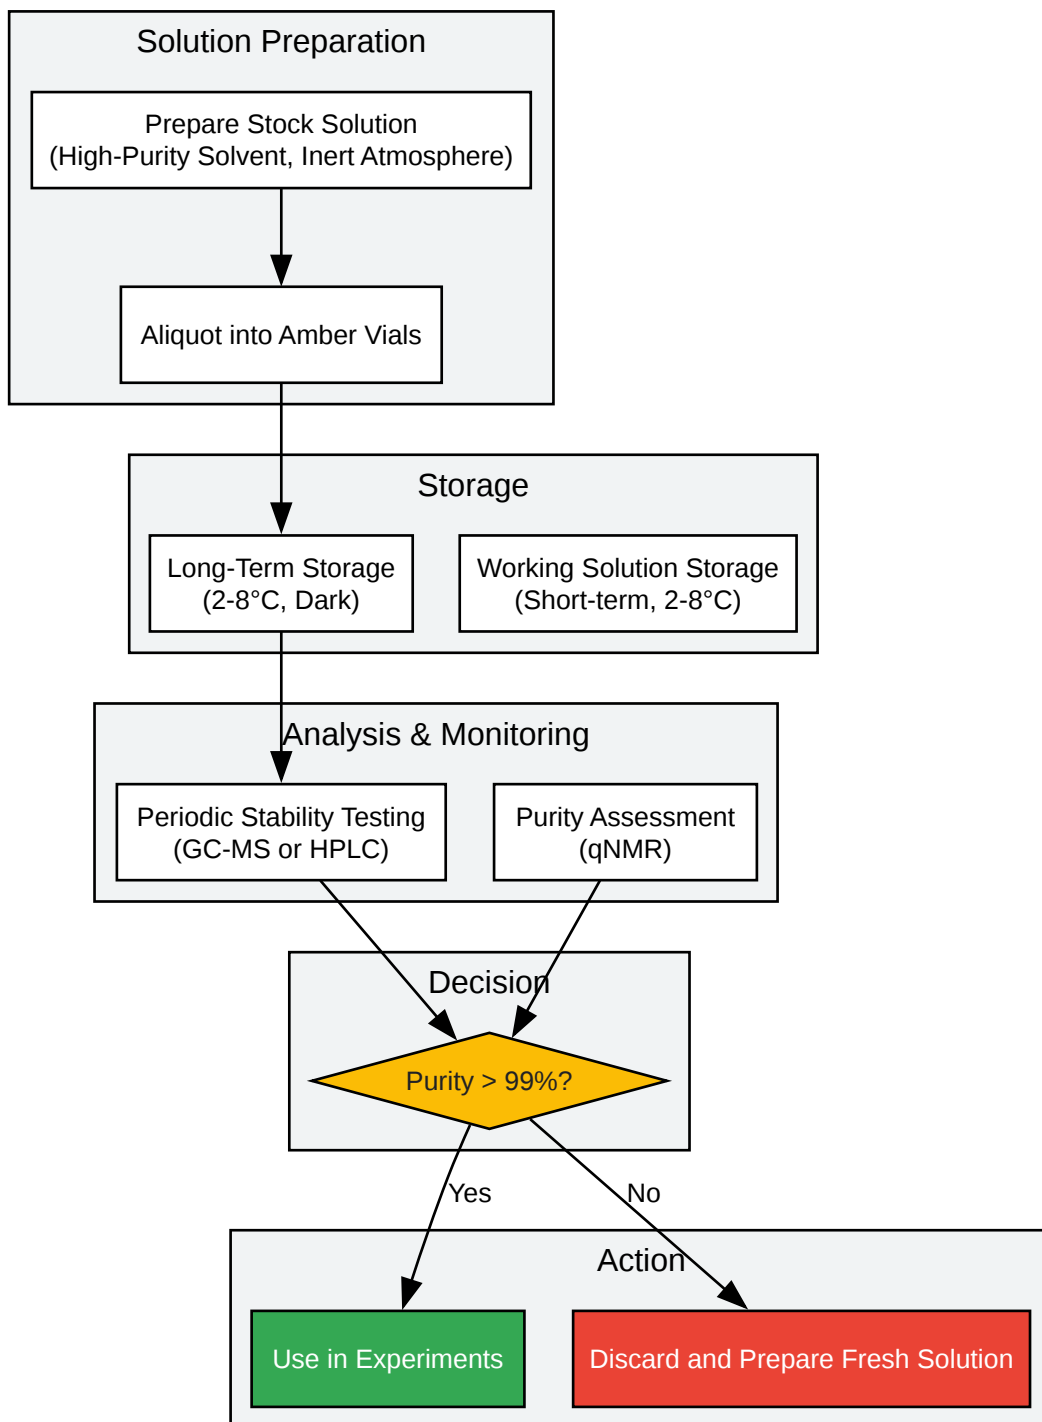 Solution Preparation
Prepare Stock Solution
(High-Purity Solvent, Inert Atmosphere)
Aliquot into Amber Vials
Storage
Long-Term Storage
(2-8°C, Dark)
Working Solution Storage
(Short-term, 2-8°C)
Analysis & Monitoring
Periodic Stability Testing
(GC-MS or HPLC)
Purity Assessment
(qNMR)
Decision
Purity > 99%?
Yes
No
Action
Use in Experiments
Discard and Prepare Fresh Solution